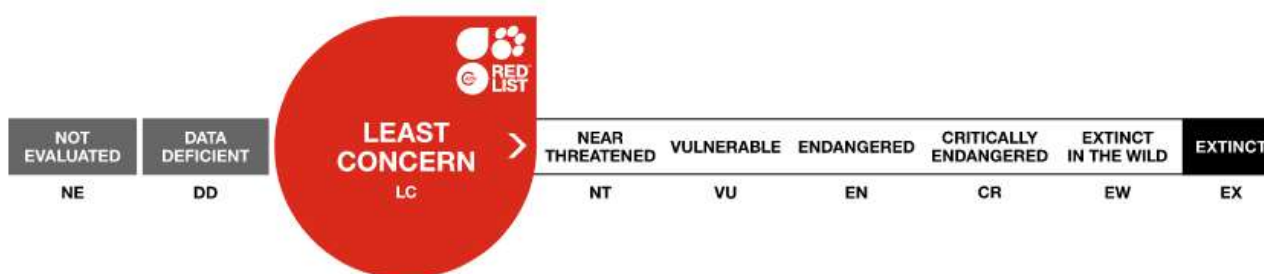 RED
LIST
NOT
EVALUATED
DATA
DEFICIENT
LEAST
CONCERN
NEAR
THREATENED
VULNERABLE
ENDANGERED
CRITICALLY
ENDANGERED
EXTINCT
IN THE WILD
EXTINCT
NE
DD
LC
NT
VU
EN
CR
EW
EX